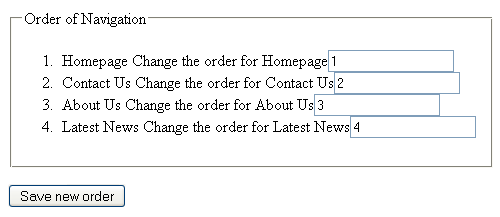 Order of Navigation
1. Homepage Change the order for Homepage 1
2. Contact Us Change the order for Contact Us 2
3. About Us Change the order for About Us 3
4. Latest News Change the order for Latest News 4
Save new order